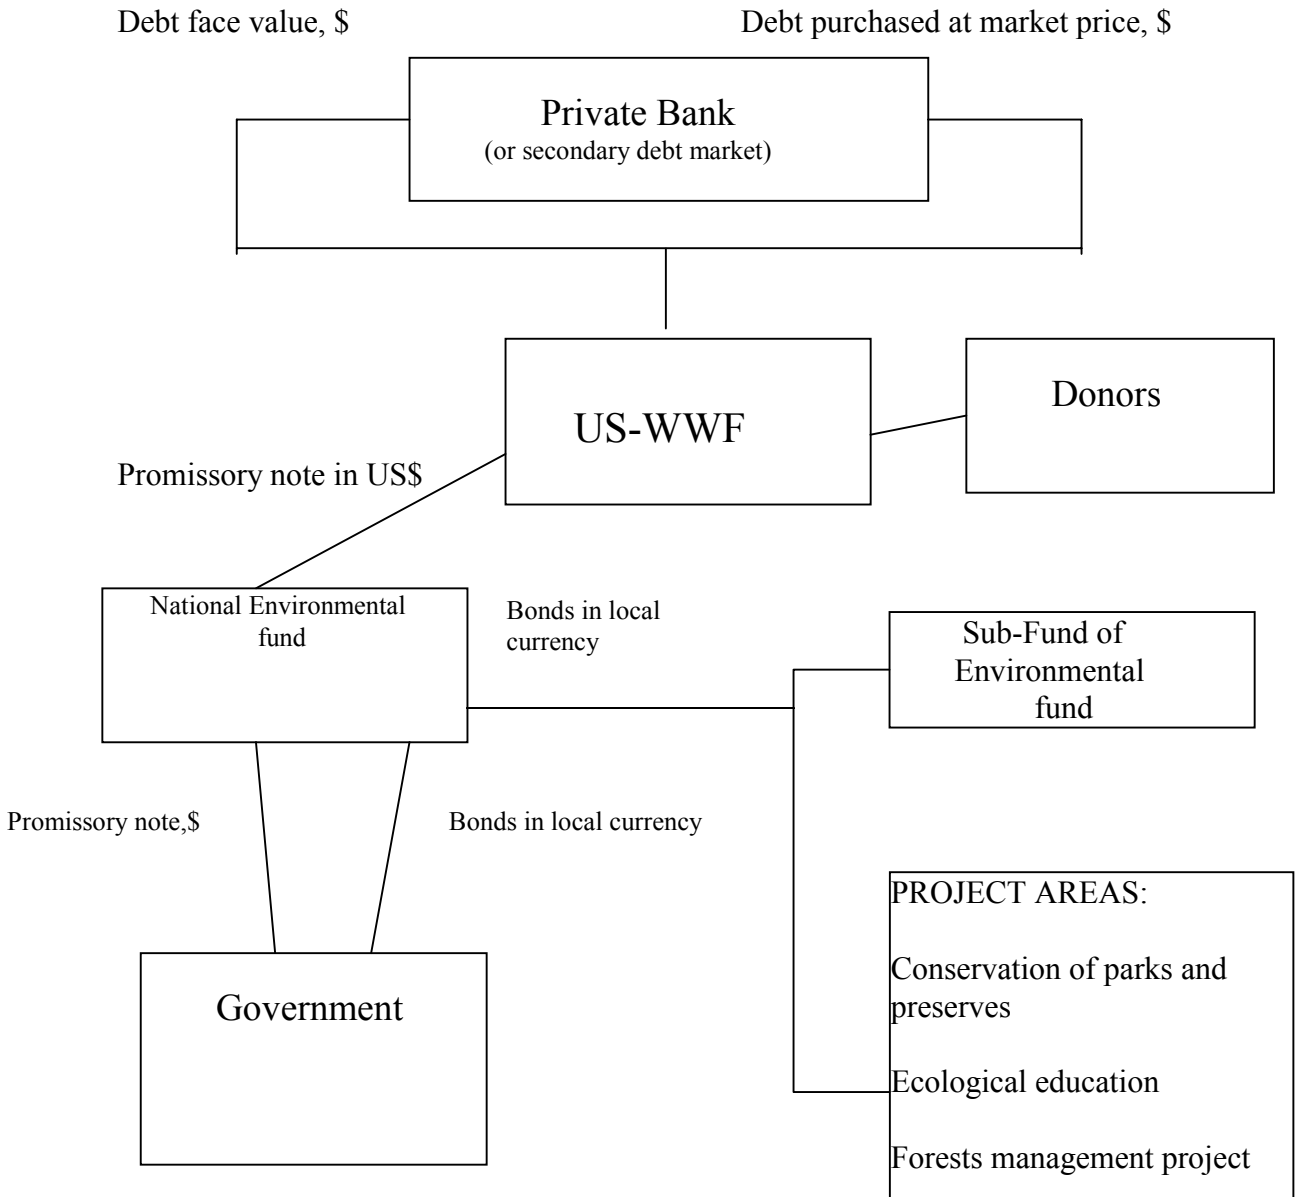 Debt face value, $
Debt purchased at market price, $
Private Bank
(or secondary debt market)
US-WWF
Donors
Promissory note in US$
National Environmental
fund
Bonds in local
currency
Sub-Fund of
Environmental
fund
Promissory note,$
Bonds in local currency
Government
PROJECT AREAS:
Conservation of parks and
preserves
Ecological education
Forests management project